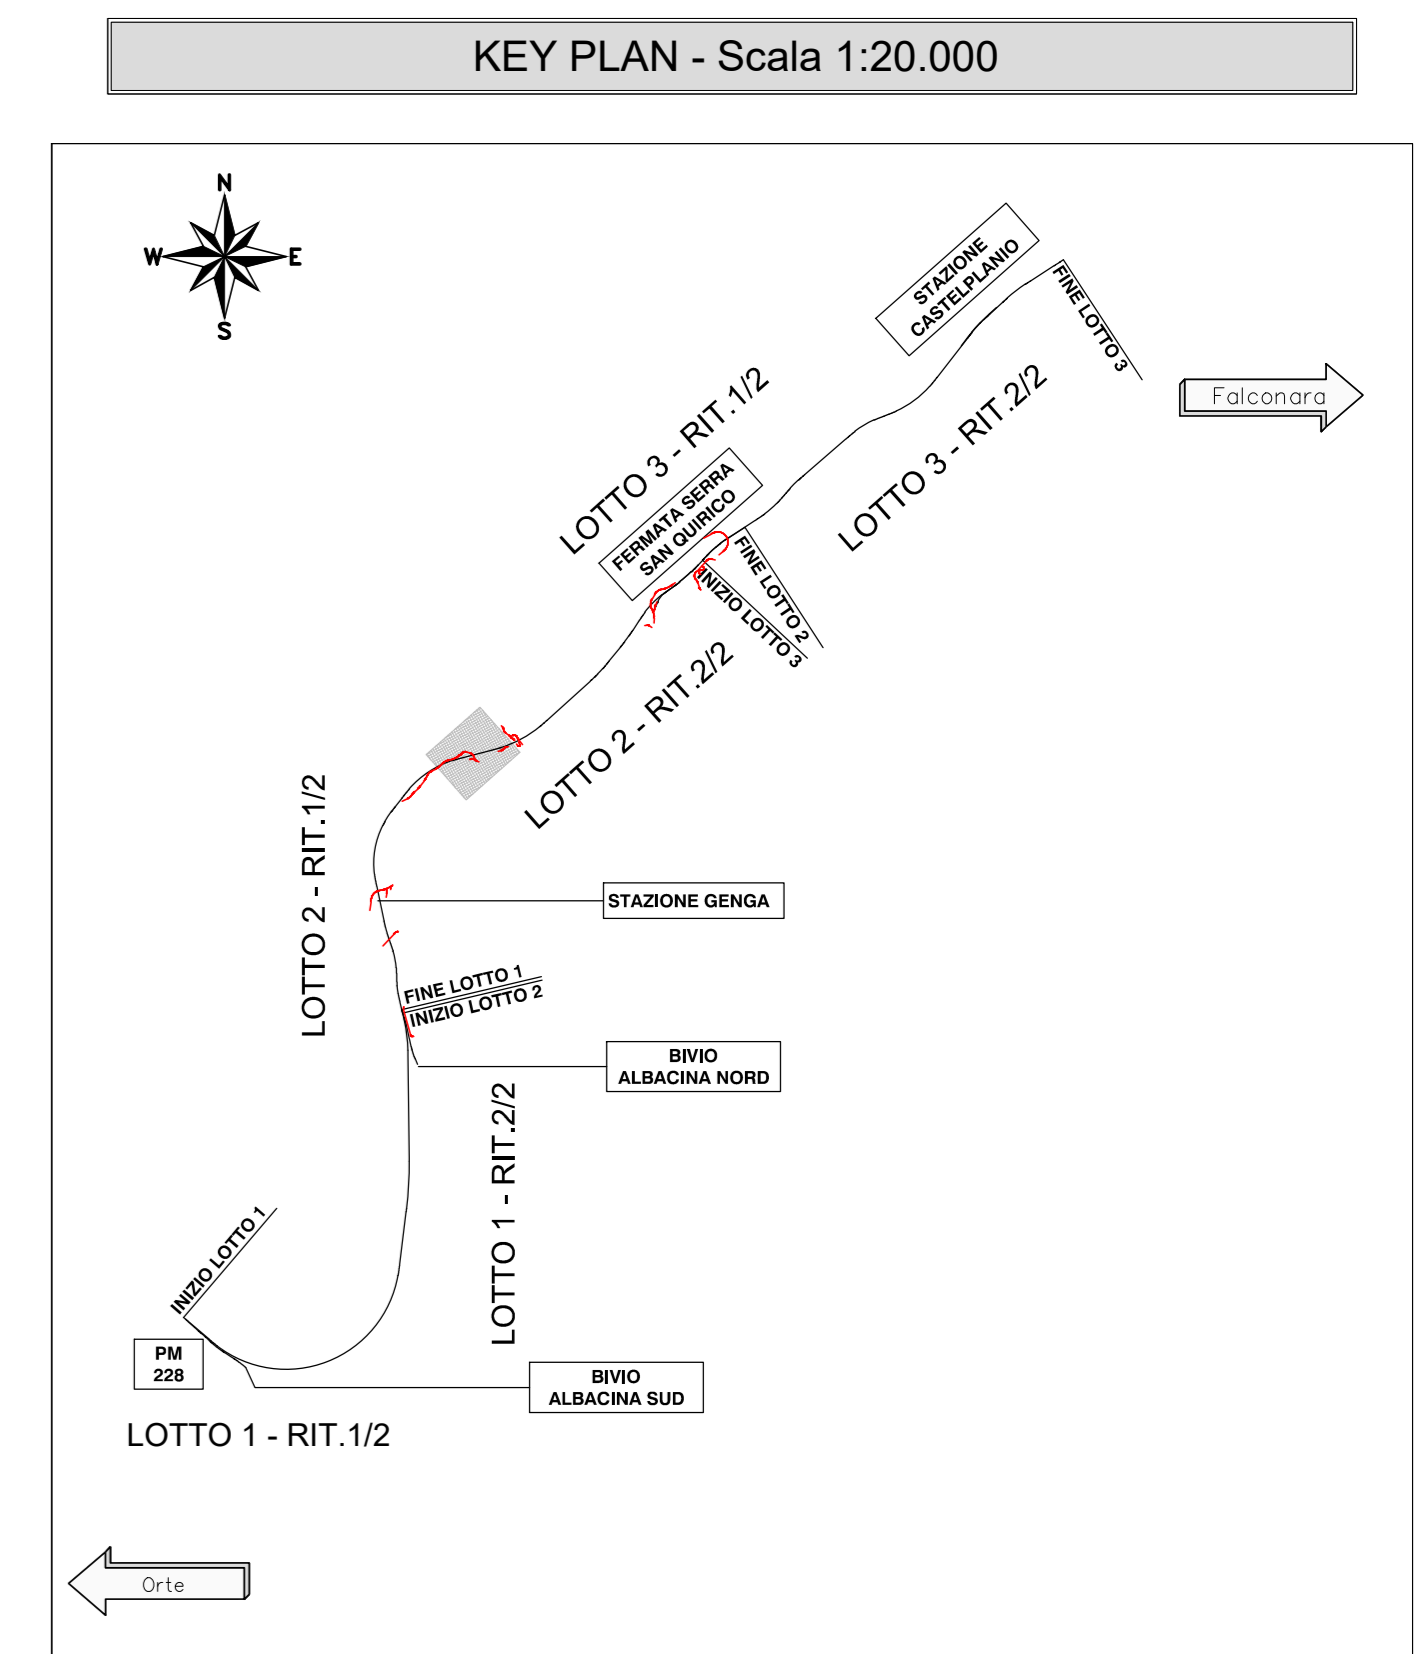 KEY PLAN - Scala 1:20.000
N
W
E
S
STAZIONE
CASTELPLANIO
FINE LOTTO 3
Falconara
LOTTO 3 - RIT.1/2
LOTTO 3 - RIT.2/2
FERMATA SERRA
SAN QUIRICO
FINE LOTTO 2
INIZIO LOTTO 3
LOTTO 2 - RIT.2/2
LOTTO 2 - RIT.1/2
STAZIONE GENGA
FINE LOTTO 1
INIZIO LOTTO 2
BIVIO
ALBACINA NORD
LOTTO 1 - RIT.2/2
INIZIO LOTTO 1
PM
228
BIVIO
ALBACINA SUD
LOTTO 1 - RIT.1/2
Orte